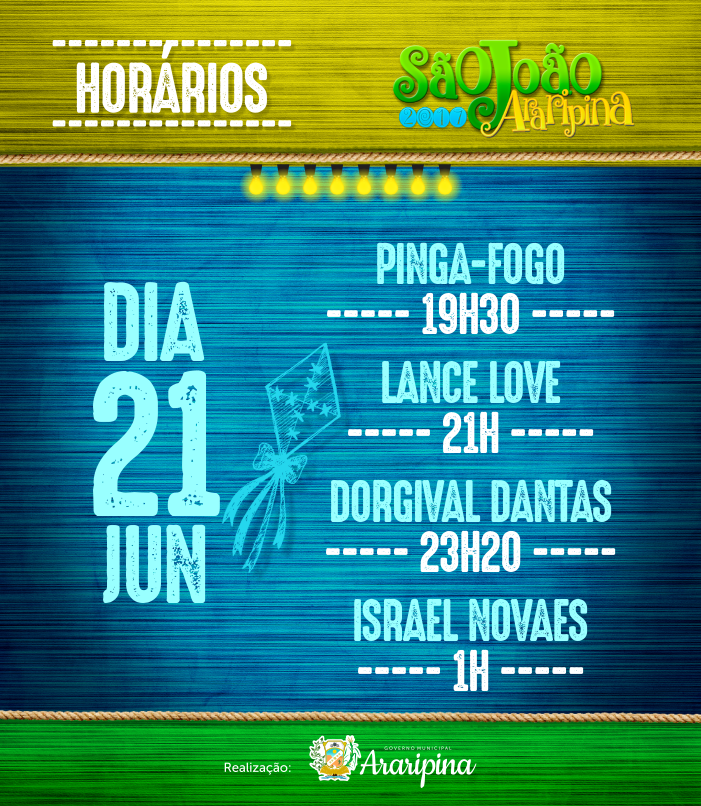 HORÁRIOS
São João
2017 Araripina
DIA
21
JUN
PINGA-FOGO
19H30
LANCE LOVE
21H
DORGIVAL DANTAS
23H20
ISRAEL NOVAES
1H
Realização:
GOVERNO MUNICIPAL
Araripina